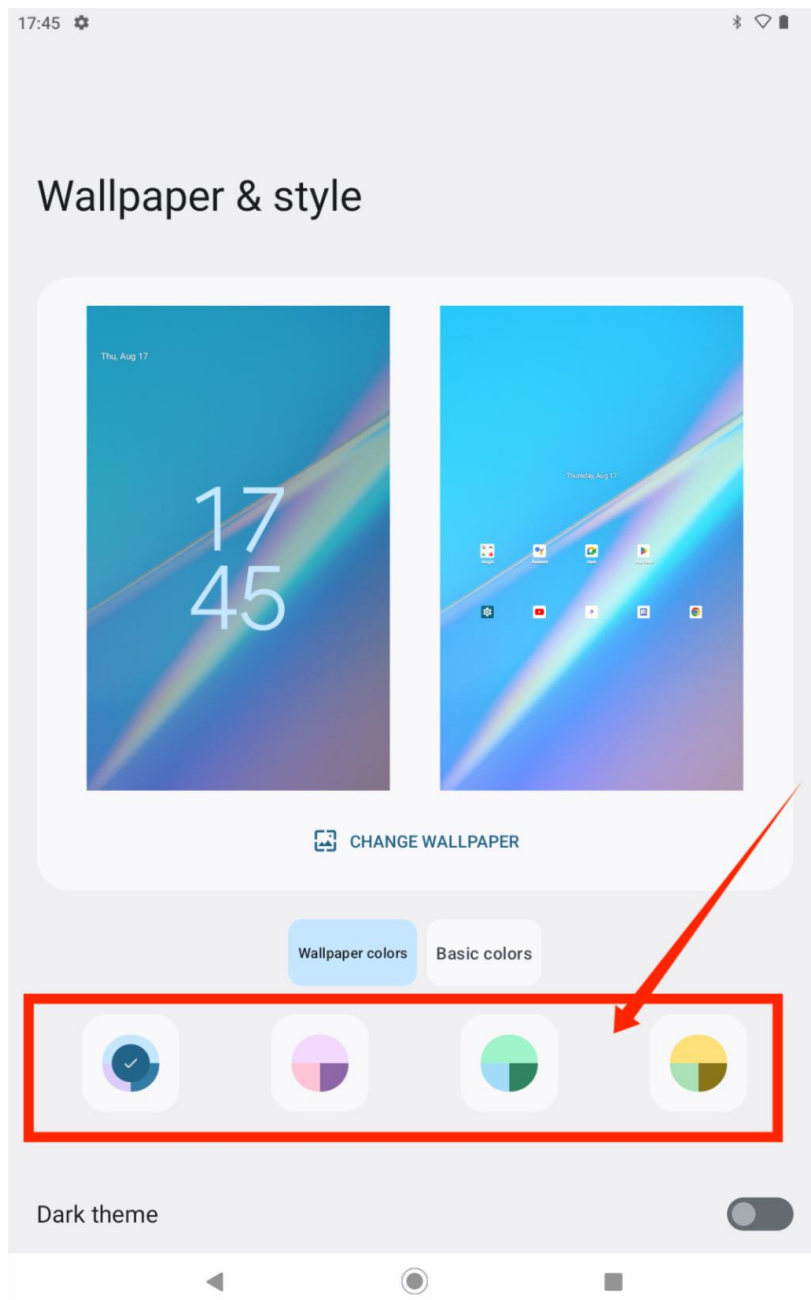 17:45
Wallpaper & style
Thu, Aug 17
17
45
Thursday, Aug 17
CHANGE WALLPAPER
Wallpaper colors
Basic colors
Dark theme